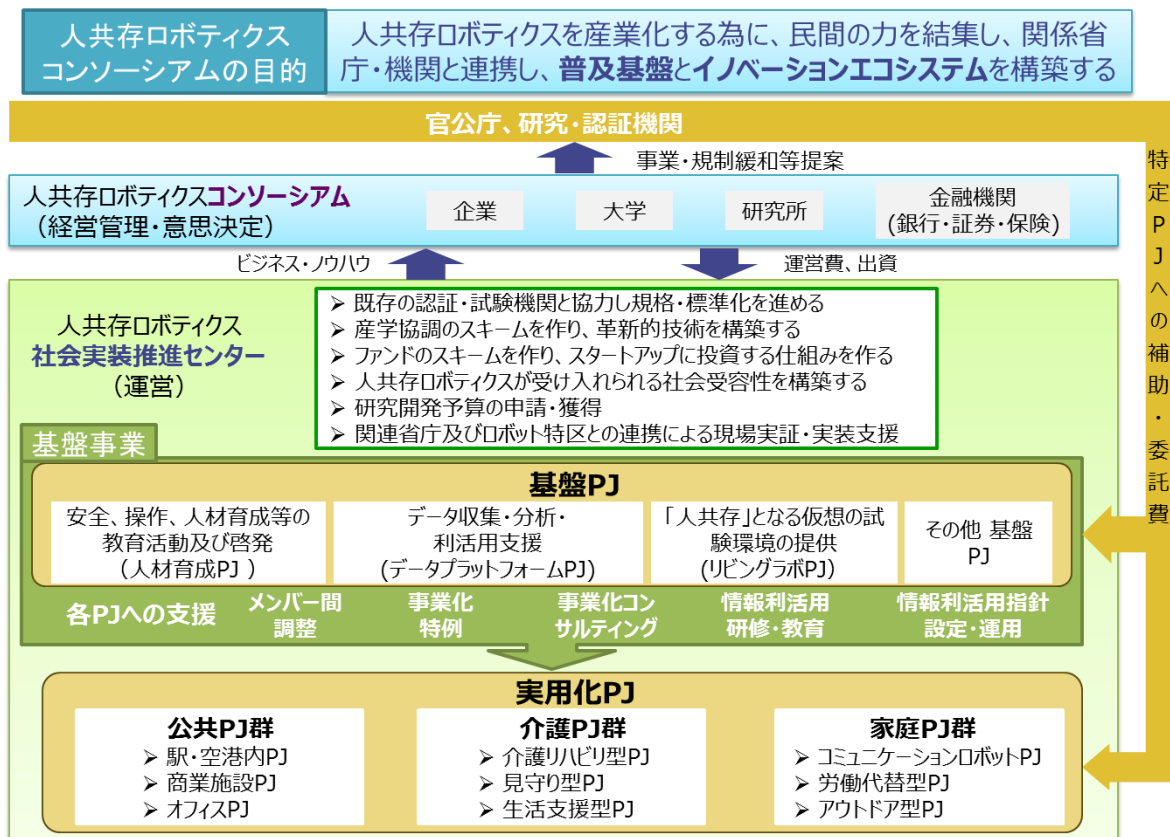 人共存ロボティクス
コンソーシアムの目的
人共存ロボティクスを産業化する為に、民間の力を結集し、関係省
庁・機関と連携し、普及基盤とイノベーションエコシステムを構築する
官公庁、研究・認証機関
事業・規制緩和等提案
特定PJへの補助・委託費
人共存ロボティクスコンソーシアム
（経営管理・意思決定）
企業
大学
研究所
金融機関
(銀行・証券・保険)
ビジネス・ノウハウ
運営費、出資
人共存ロボティクス
社会実装推進センター
（運営）
➢ 既存の認証・試験機関と協力し規格・標準化を進める
➢ 産学協調のスキームを作り、革新的技術を構築する
➢ ファンドのスキームを作り、スタートアップに投資する仕組みを作る
➢ 人共存ロボティクスが受け入れられる社会受容性を構築する
➢ 研究開発予算の申請・獲得
➢ 関連省庁及びロボット特区との連携による現場実証・実装支援
基盤事業
基盤PJ
安全、操作、人材育成等の
教育活動及び啓発
（人材育成PJ ）
データ収集・分析・
利活用支援
(データプラットフォームPJ)
「人共存」となる仮想の試
験環境の提供
(リビングラボPJ)
その他 基盤
PJ
各PJへの支援
メンバー間
調整
事業化
特例
事業化コン
サルティング
情報利活用
研修・教育
情報利活用指針
設定・運用
実用化PJ
公共PJ群
➢ 駅・空港内PJ
➢ 商業施設PJ
➢ オフィスPJ
介護PJ群
➢ 介護リハビリ型PJ
➢ 見守り型PJ
➢ 生活支援型PJ
家庭PJ群
➢ コミュニケーションロボットPJ
➢ 労働代替型PJ
➢ アウトドア型PJ